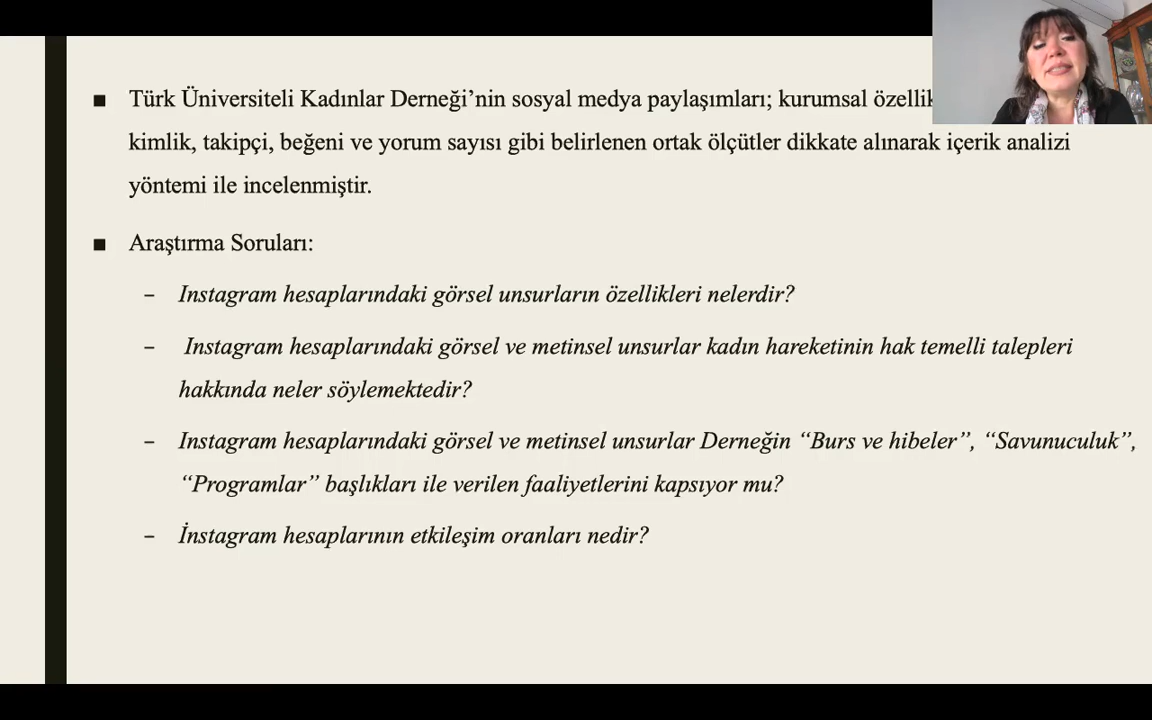 Türk Üniversiteli Kadınlar Derneği’nin sosyal medya paylaşımları; kurumsal
kimlik, takipçi, beğeni ve yorum sayısı gibi belirlenen ortak ölçütler dikkate alınarak içerik analizi
yöntemi ile incelenmiştir.
Araştırma Soruları:
– Instagram hesaplarındaki görsel unsurların özellikleri nelerdir?
– Instagram hesaplarındaki görsel ve metinsel unsurlar kadın hareketinin hak temelli talepleri
hakkında neler söylemektedir?
– Instagram hesaplarındaki görsel ve metinsel unsurlar Derneğin “Burs ve hibeler”, “Savunuculuk”,
“Programlar” başlıkları ile verilen faaliyetlerini kapsıyor mu?
– İnstagram hesaplarının etkileşim oranları nedir?